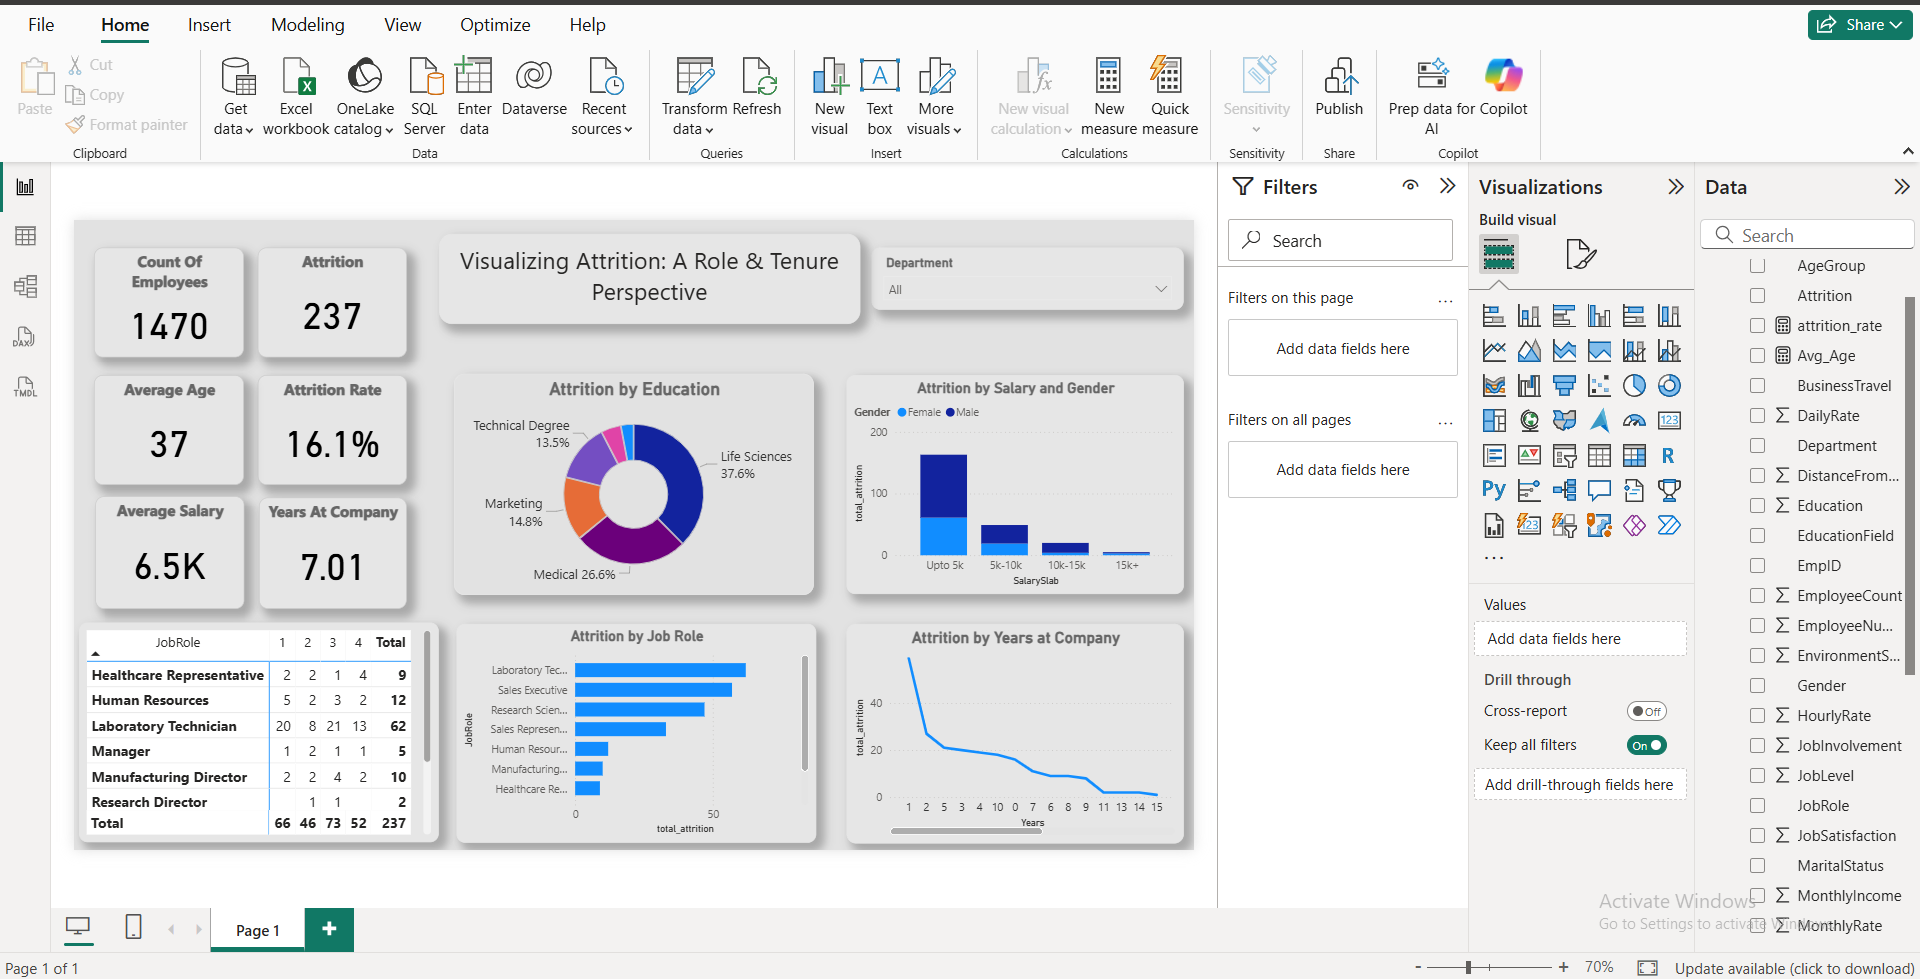 File Home Insert Modeling View Optimize Help
Share
Paste
Cut
Copy
Format painter
Clipboard
Get data
Excel workbook
OneLake catalog
SQL Server
Enter data
Dataverse
Recent sources
Data
Transform data
Refresh
Queries
New visual
Text box
More visuals
Insert
New visual calculation
New measure
Quick measure
Calculations
Sensitivity
Sensitivity
Publish
Share
Prep data for AI
Copilot
Copilot
DAX
TMDL
Count Of
Employees
1470
Attrition
237
Visualizing Attrition: A Role & Tenure
Perspective
Department
All
Average Age
37
Attrition Rate
16.1%
Average Salary
6.5K
Years At Company
7.01
Attrition by Education
Technical Degree
13.5%
Life Sciences
37.6%
Marketing
14.8%
Medical 26.6%
Attrition by Salary and Gender
Gender Female Male
200
100
0
total_attrition
Upto 5k 5k-10k 10k-15k 15k+
SalarySlab
JobRole 1 2 3 4 Total
Healthcare Representative 2 2 1 4 9
Human Resources 5 2 3 2 12
Laboratory Technician 20 8 21 13 62
Manager 1 2 1 1 5
Manufacturing Director 2 2 4 2 10
Research Director 1 1 2
Total 66 46 73 52 237
Attrition by Job Role
JobRole
Laboratory Tec...
Sales Executive
Research Scien...
Sales Represen...
Human Resour...
Manufacturing...
Healthcare Re...
0 50
total_attrition
Attrition by Years at Company
total_attrition
40
20
0
1 2 5 3 4 10 0 7 6 8 9 11 13 14 15
Years
Filters
Search
Filters on this page ...
Add data fields here
Filters on all pages ...
Add data fields here
Visualizations
Build visual
123
R
Py
123
...
Values
Add data fields here
Drill through
Cross-report Off
Keep all filters On
Add drill-through fields here
Data
Search
AgeGroup
Attrition
attrition_rate
Avg_Age
BusinessTravel
DailyRate
Department
DistanceFrom...
Education
EducationField
EmpID
EmployeeCount
EmployeeNu...
EnvironmentS...
Gender
HourlyRate
JobInvolvement
JobLevel
JobRole
JobSatisfaction
MaritalStatus
MonthlyIncome
MonthlyRate
Activate Windows
Go to Settings to activate Windows.
Page 1
+
Page 1 of 1
- + 70%
Update available (click to download)